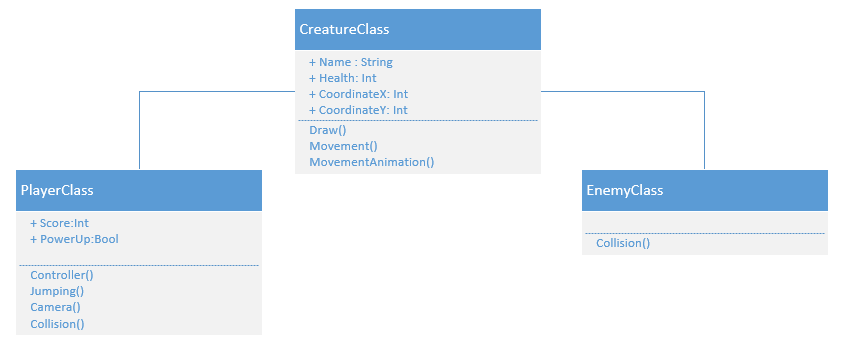 CreatureClass
+ Name : String
+ Health: Int
+ CoordinateX: Int
+ CoordinateY: Int
Draw()
Movement()
MovementAnimation()
PlayerClass
+ Score:Int
+ PowerUp:Bool
Controller()
Jumping()
Camera()
Collision()
EnemyClass
Collision()